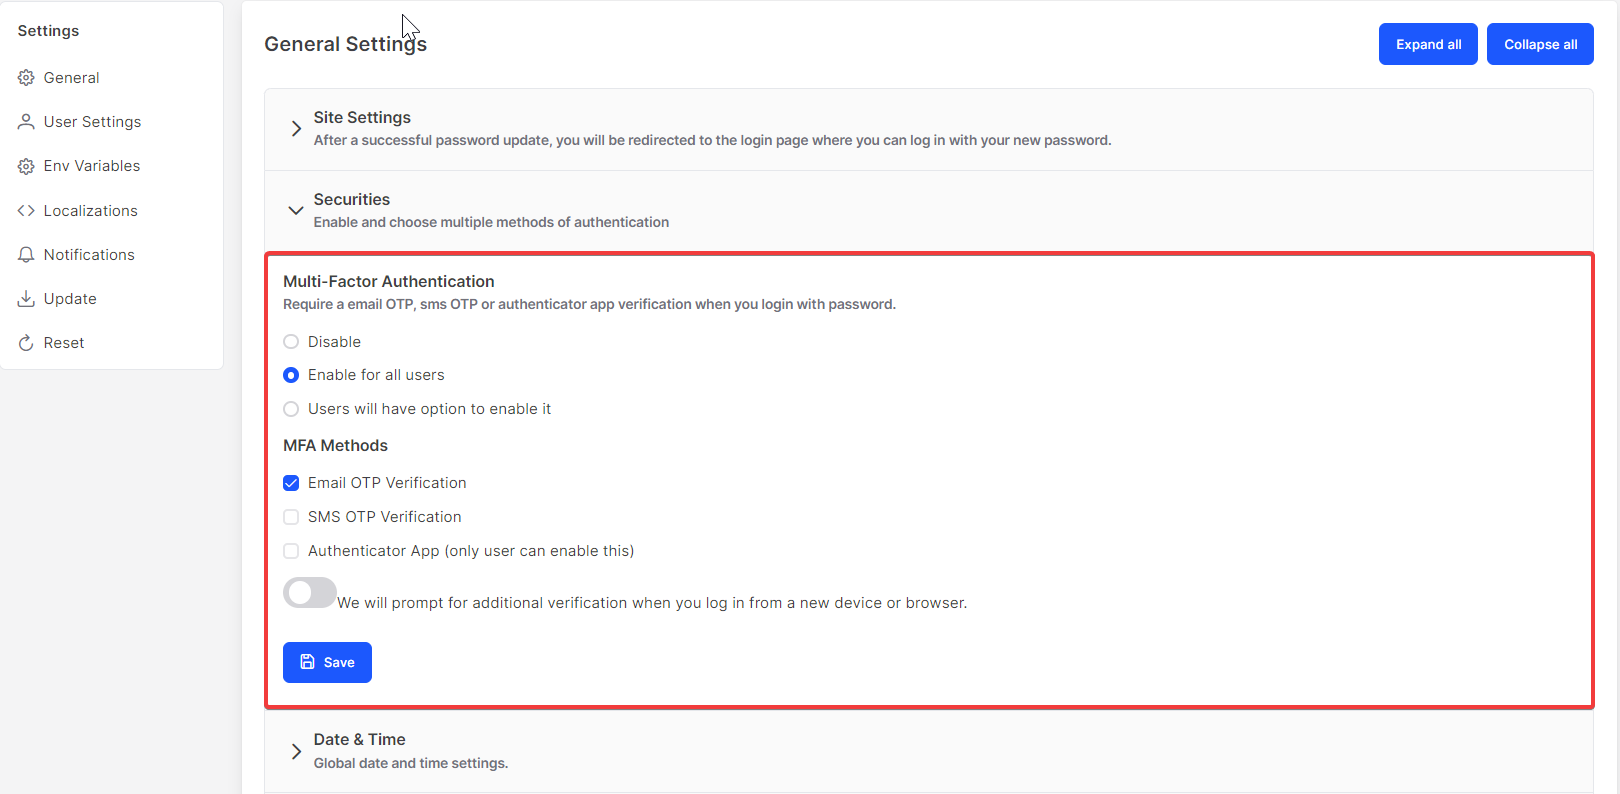 Settings
General
User Settings
Env Variables
Localizations
Notifications
Update
Reset
General Settings
Expand all
Collapse all
Site Settings
After a successful password update, you will be redirected to the login page where you can log in with your new password.
Securities
Enable and choose multiple methods of authentication
Multi-Factor Authentication
Require a email OTP, sms OTP or authenticator app verification when you login with password.
Disable
Enable for all users
Users will have option to enable it
MFA Methods
Email OTP Verification
SMS OTP Verification
Authenticator App (only user can enable this)
We will prompt for additional verification when you log in from a new device or browser.
Save
Date & Time
Global date and time settings.